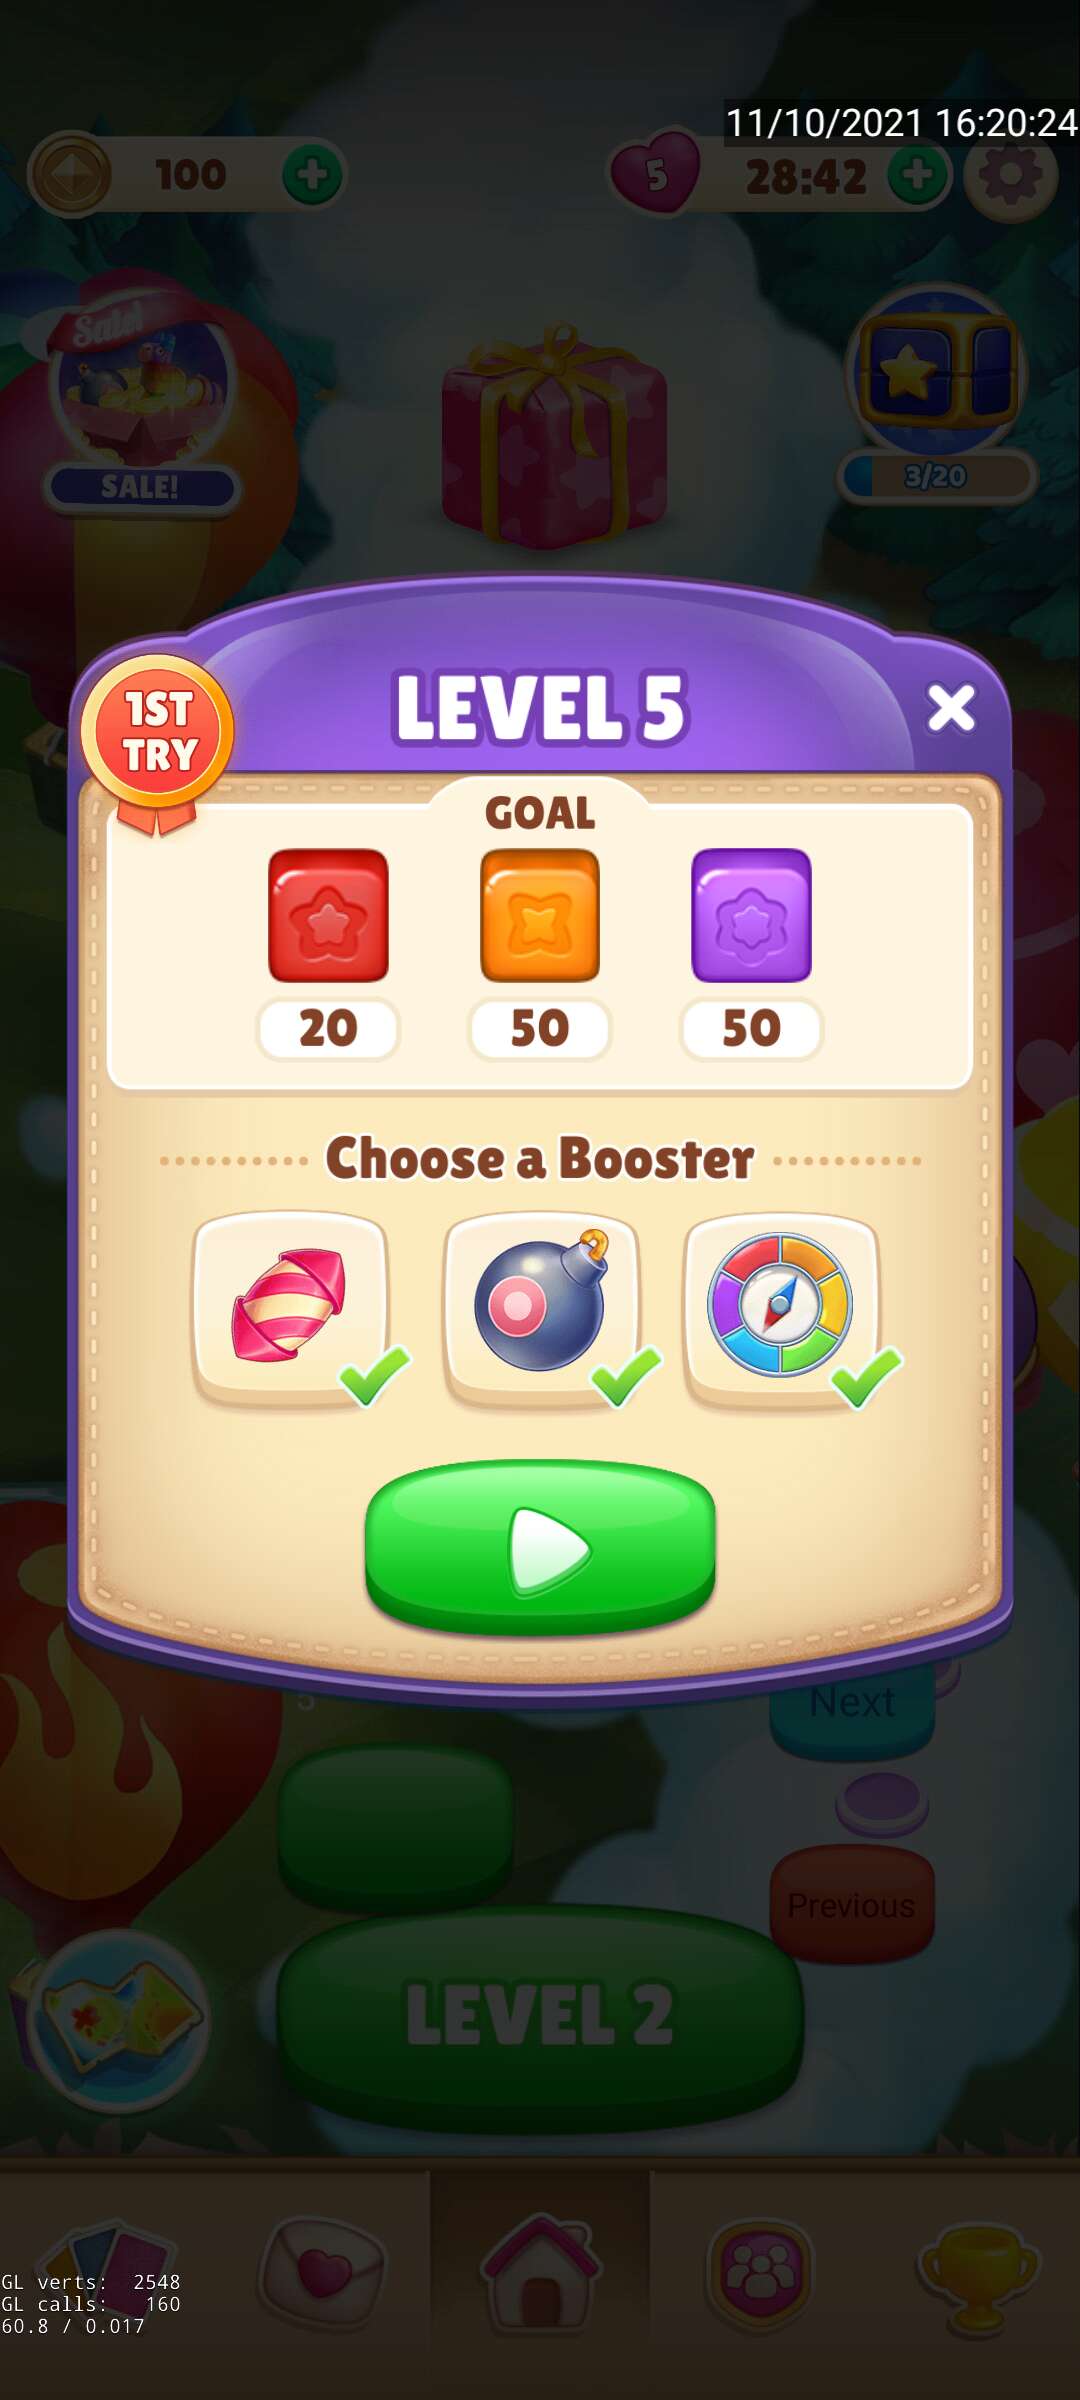 11/10/2021 16:20:24
100
5
28:42
Sale!
SALE!
3/20
1ST
TRY
LEVEL 5
GOAL
20
50
50
Choose a Booster
5
Next
Previous
LEVEL 2
GL verts: 2548
GL calls: 160
60.8 / 0.017